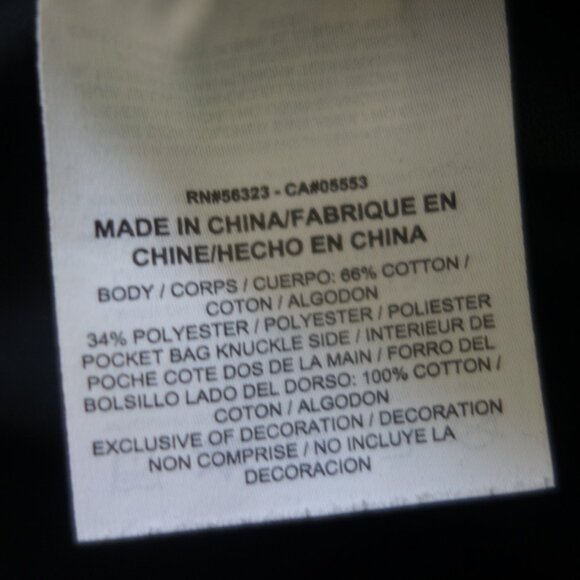 RN#56323 - CA#05553
MADE IN CHINA/FABRIQUE EN
CHINE/HECHO EN CHINA
BODY / CORPS / CUERPO: 66% COTTON /
COTON / ALGODON
34% POLYESTER / POLYESTER / POLIESTER
POCKET BAG KNUCKLE SIDE / INTERIEUR DE
POCHE COTE DOS DE LA MAIN / FORRO DEL
BOLSILLO LADO DEL DORSO: 100% COTTON /
COTON / ALGODON
EXCLUSIVE OF DECORATION / DECORATION
NON COMPRISE / NO INCLUYE LA
DECORACION